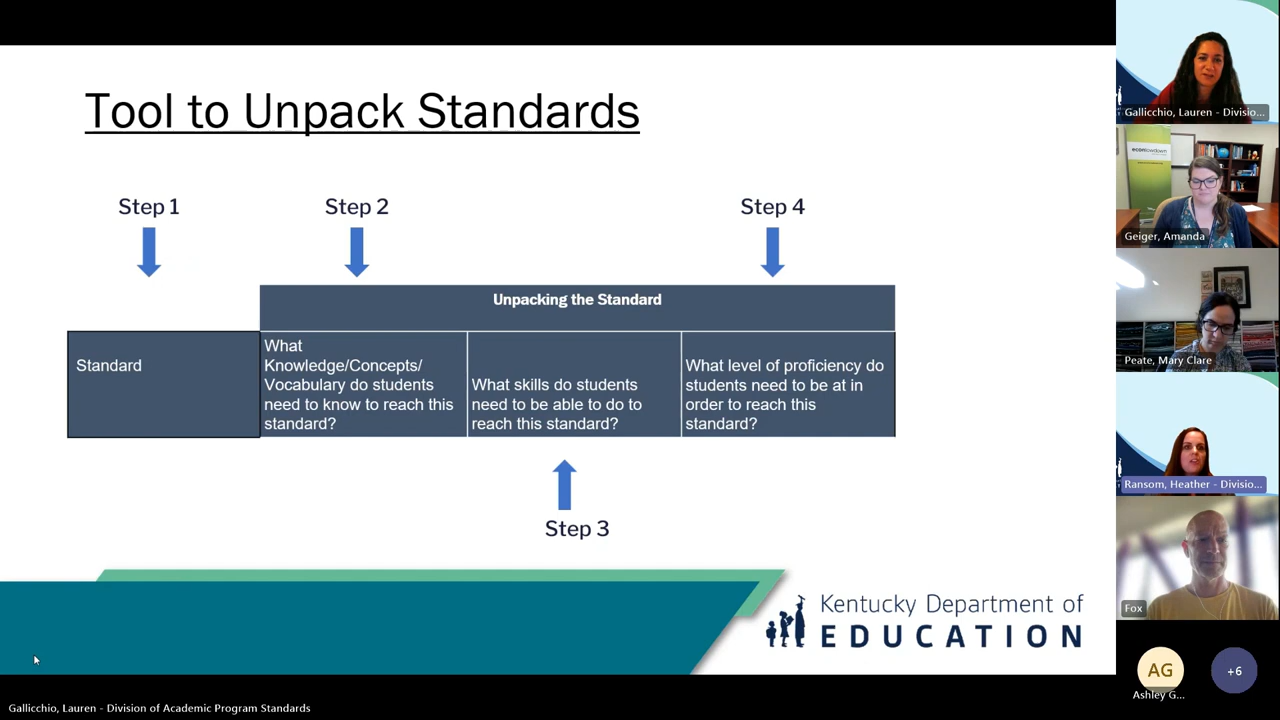 Tool to Unpack Standards
Step 1
Step 2
Step 4
Unpacking the Standard
Standard
What
Knowledge/Concepts/
Vocabulary do students
need to know to reach this
standard?
What skills do students
need to be able to do to
reach this standard?
What level of proficiency do
students need to be at in
order to reach this
standard?
Step 3
Kentucky Department of
EDUCATION
Gallicchio, Lauren - Division of Academic Program Standards
Gallicchio, Lauren - Divisio...
econlowdown
Geiger, Amanda
Peate, Mary Clare
Ransom, Heather - Divisio...
Fox
AG
Ashley G...
+6